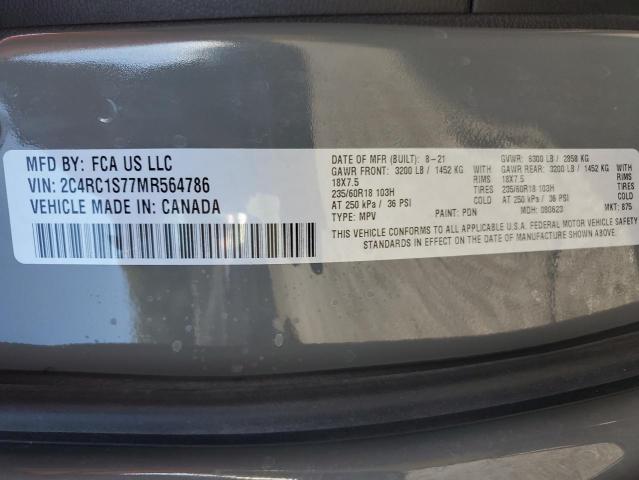 MFD BY: FCA US LLC
VIN: 2C4RC1S77MR564786
VEHICLE MADE IN: CANADA
DATE OF MFR (BUILT): 8-21 GVWR: 6300 LB / 2858 KG
GAWR FRONT: 3200 LB / 1452 KG WITH TIRES GAWR REAR: 3200 LB / 1452 KG WITH
18X7.5 RIMS 18X7.5 TIRES
235/60R18 103H TIRES 235/60R18 103H RIMS
AT 250 kPa / 36 PSI COLD AT 250 kPa / 36 PSI COLD
TYPE: MPV PAINT: PDN MDH: 080623 MKT: 875
THIS VEHICLE CONFORMS TO ALL APPLICABLE U.S.A. FEDERAL MOTOR VEHICLE SAFETY
STANDARDS IN EFFECT ON THE DATE OF MANUFACTURE SHOWN ABOVE.